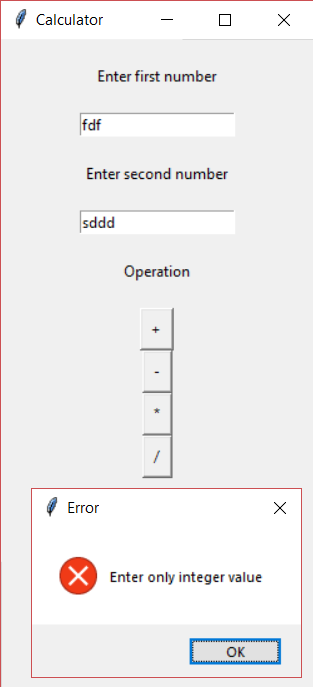 Calculator
Enter first number
fdf
Enter second number
sddd
Operation
+
-
*
/
Error
Enter only integer value
OK